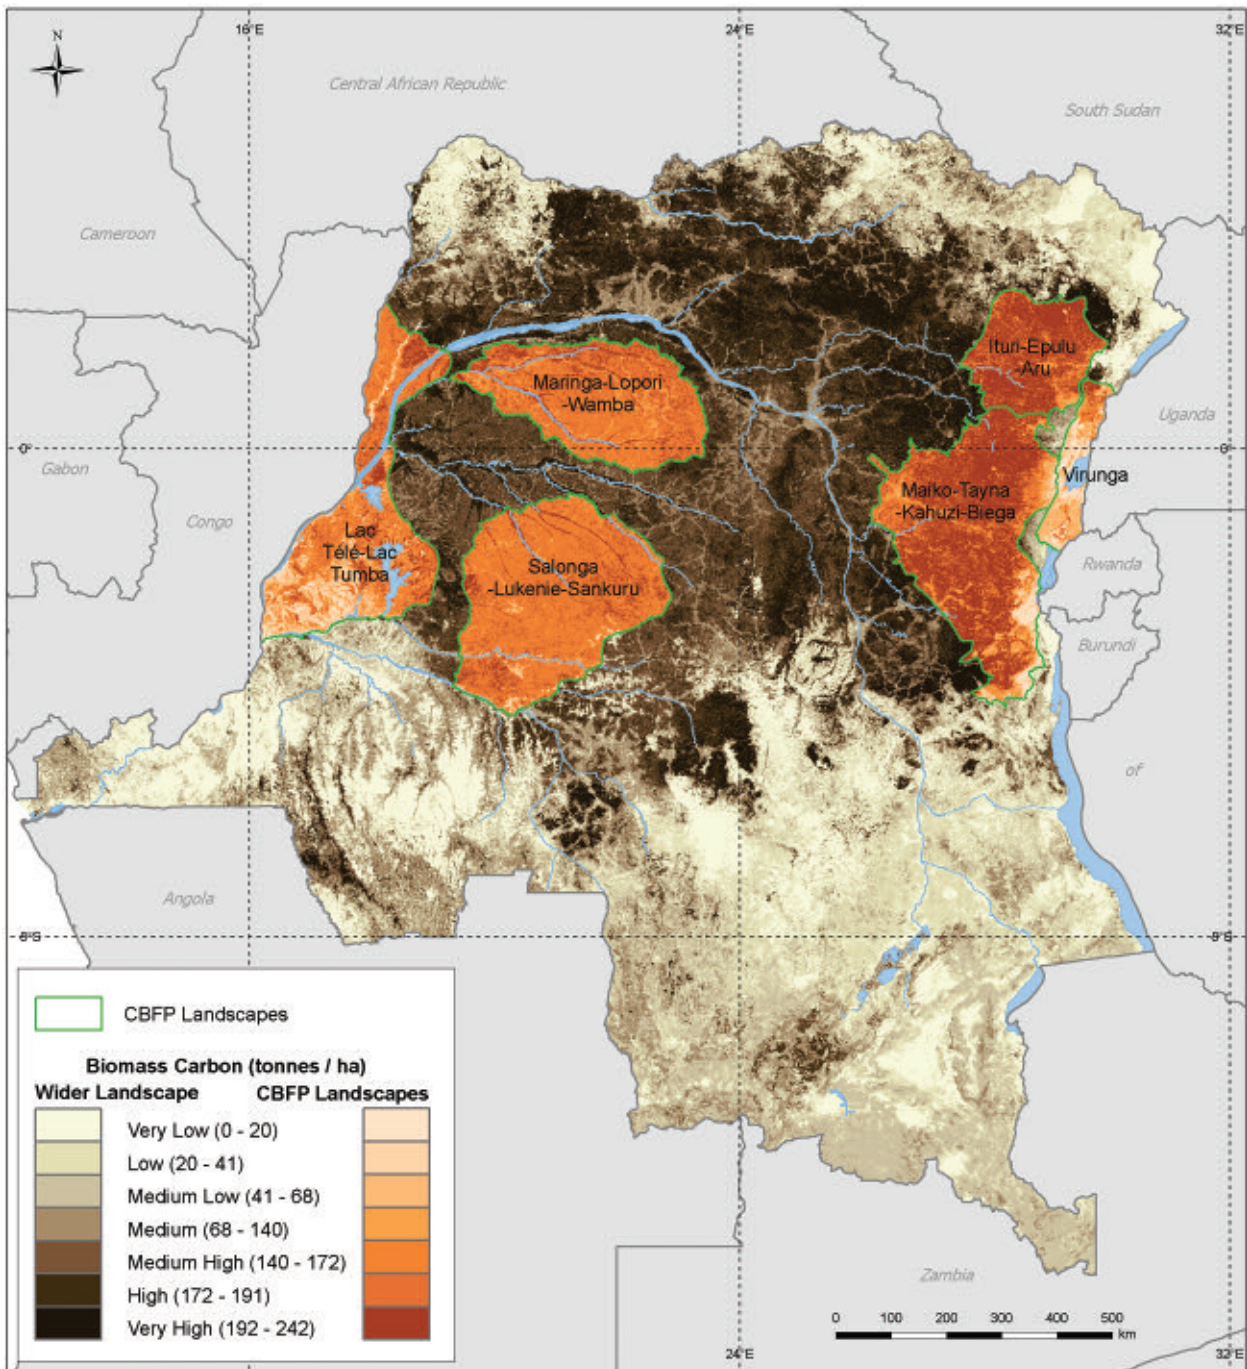 16°E
24°E
32°E
N
Central African Republic
South Sudan
Cameroon
Ituri-Epulu
-Aru
Maringa-Lopori
-Wamba
Uganda
0°
0°
Gabon
Virunga
Maiko-Tayna
-Kahuzi-Biega
Congo
Lac
Télé-Lac
Tumba
Salonga
-Lukenie-Sankuru
Rwanda
Burundi
of
Angola
8°S
8°S
CBFP Landscapes
Biomass Carbon (tonnes / ha)
Wider Landscape CBFP Landscapes
Very Low (0 - 20)
Low (20 - 41)
Medium Low (41 - 68)
Medium (68 - 140)
Medium High (140 - 172)
High (172 - 191)
Very High (192 - 242)
Zambia
0 100 200 300 400 500
km
24°E
32°E